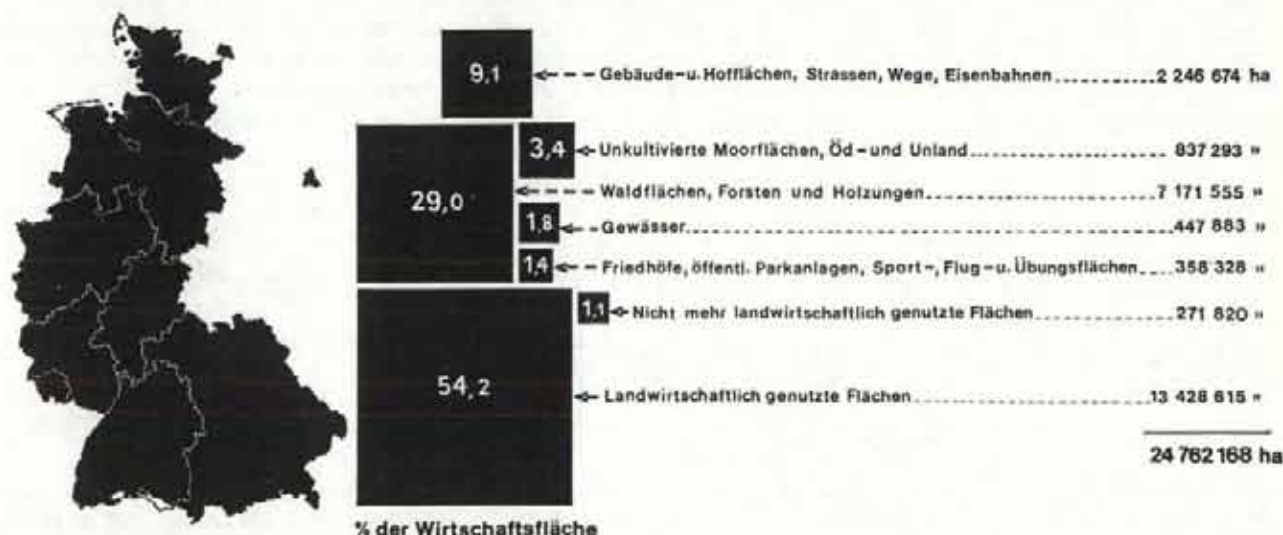 9,1 Gebäude-u. Hofflächen, Strassen, Wege, Eisenbahnen 2 246 674 ha
3,4 Unkultivierte Moorflächen, Öd-und Unland 837 293 "
29,0 Waldflächen, Forsten und Holzungen 7 171 555 "
1,8 Gewässer 447 883 "
1,4 Friedhöfe, öffentl. Parkanlagen, Sport-, Flug-u. Übungsflächen 358 328 "
1,1 Nicht mehr landwirtschaftlich genutzte Flächen 271 820 "
54,2 Landwirtschaftlich genutzte Flächen 13 428 615 "
24 762 168 ha
% der Wirtschaftsfläche